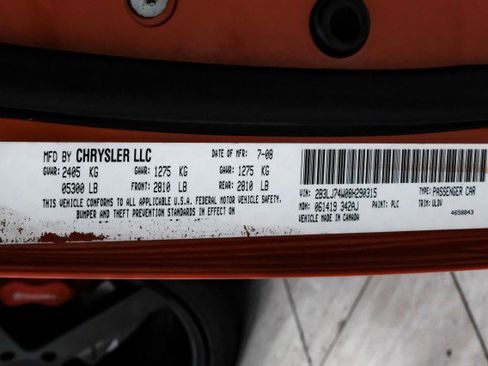 MFD BY CHRYSLER LLC DATE OF MFR: 7-08
GVWR: 2405 KG GAWR: 1275 KG GAWR: 1275 KG
05300 LB FRONT: 2810 LB REAR: 2810 LB
THIS VEHICLE CONFORMS TO ALL APPLICABLE U.S.A. FEDERAL MOTOR VEHICLE SAFETY,
BUMPER AND THEFT PREVENTION STANDARDS IN EFFECT ON
VIN: 2B3LJ74W08H290315 TYPE: PASSENGER CAR
MDH: 061419 342AJ PAINT: PLC TRIM: ULDV
VEHICLE MADE IN CANADA 4658843